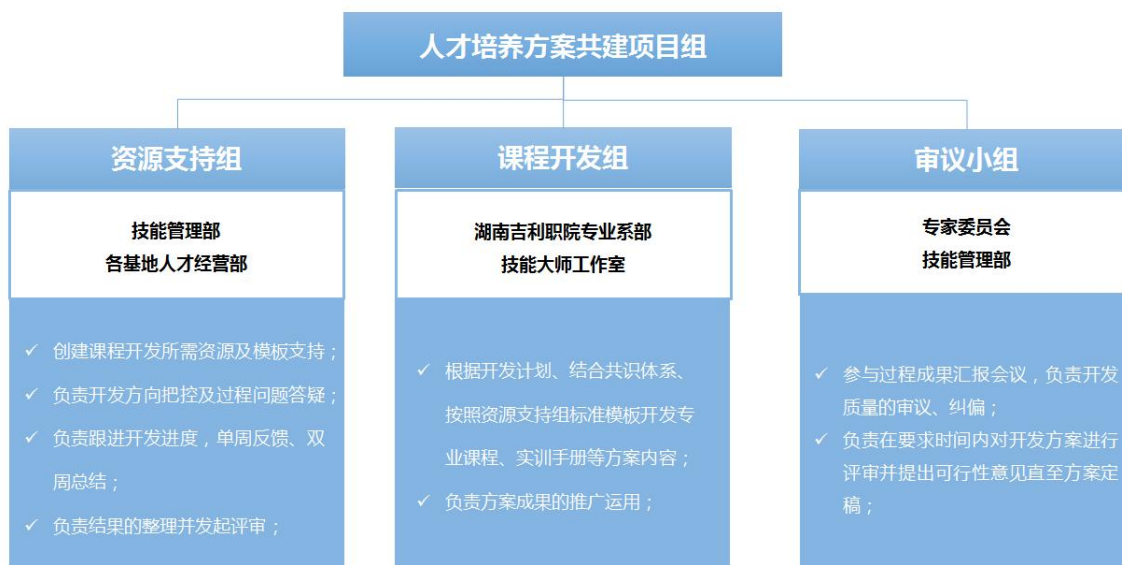 人才培养方案共建项目组
资源支持组
技能管理部
各基地人才经营部
✓ 创建课程开发所需资源及模板支持；
✓ 负责开发方向把控及过程问题答疑；
✓ 负责跟进开发进度，单周反馈、双
周总结；
✓ 负责结果的整理并发起评审；
课程开发组
湖南吉利职院专业系部
技能大师工作室
✓ 根据开发计划、结合共识体系、
按照资源支持组标准模板开发专
业课程、实训手册等方案内容；
✓ 负责方案成果的推广运用；
审议小组
专家委员会
技能管理部
✓ 参与过程成果汇报会议，负责开发
质量的审议、纠偏；
✓ 负责在要求时间内对开发方案进行
评审并提出可行性意见直至方案定
稿；